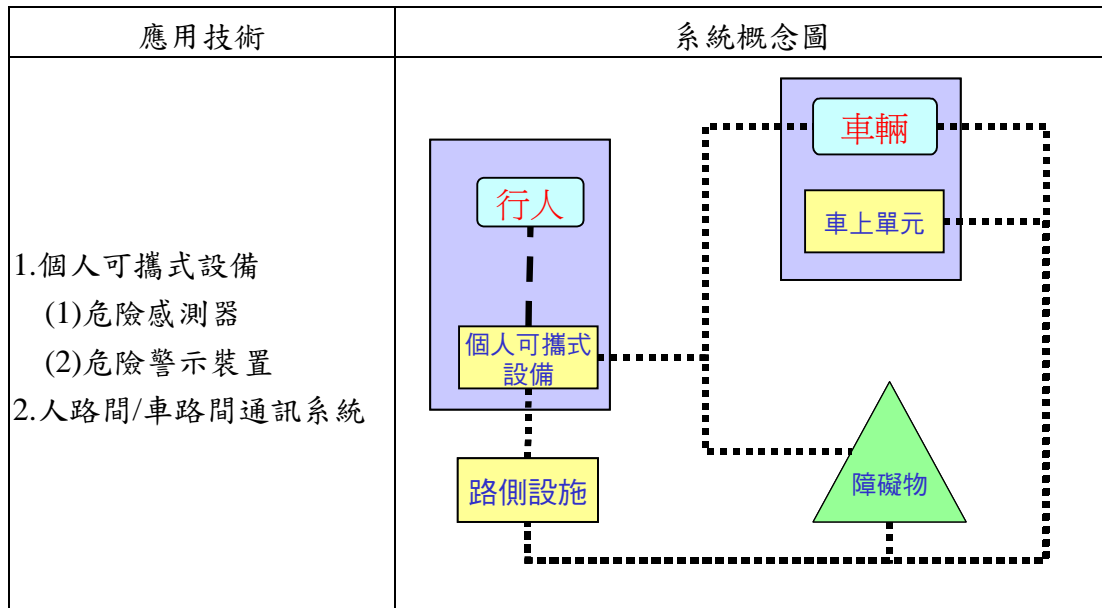 應用技術
系統概念圖
1.個人可攜式設備
(1)危險感測器
(2)危險警示裝置
2.人路間/車路間通訊系統
車輛
行人
車上單元
個人可攜式
設備
路側設施
障礙物